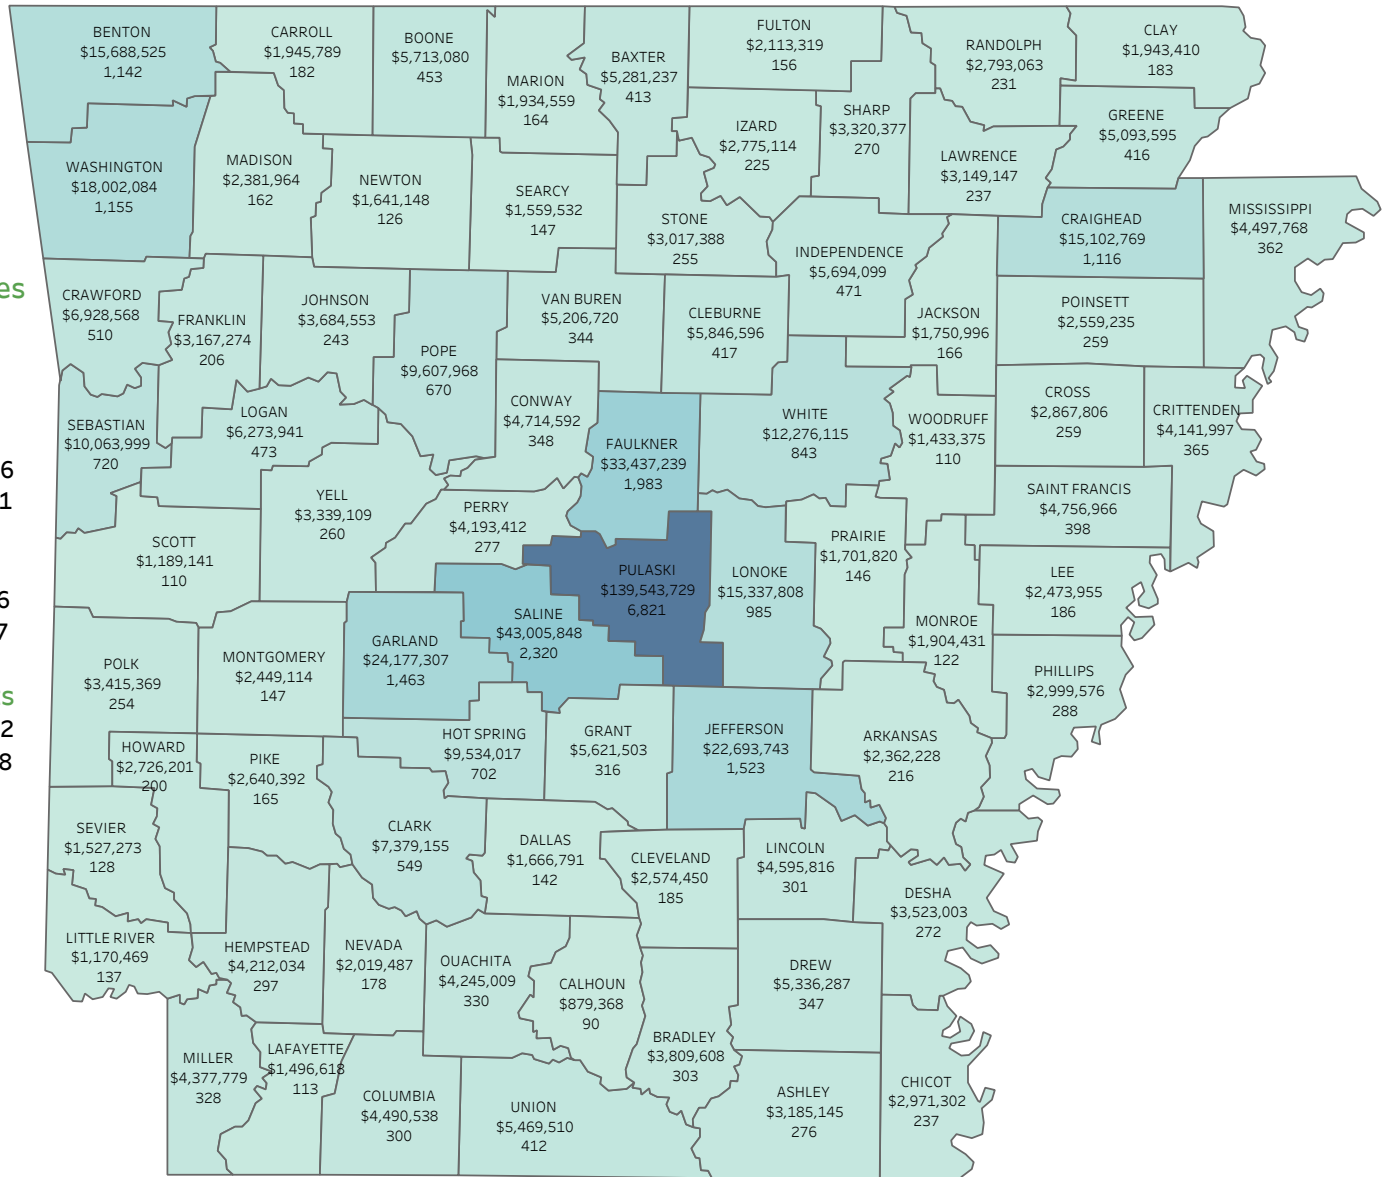 BENTON
$15,688,525
1,142
CARROLL
$1,945,789
182
BOONE
$5,713,080
453
MARION
$1,934,559
164
BAXTER
$5,281,237
413
FULTON
$2,113,319
156
RANDOLPH
$2,793,063
231
CLAY
$1,943,410
183
WASHINGTON
$18,002,084
1,155
MADISON
$2,381,964
162
NEWTON
$1,641,148
126
SEARCY
$1,559,532
147
STONE
$3,017,388
255
IZARD
$2,775,114
225
SHARP
$3,320,377
270
LAWRENCE
$3,149,147
237
GREENE
$5,093,595
416
CRAIGHEAD
$15,102,769
1,116
MISSISSIPPI
$4,497,768
362
es
CRAWFORD
$6,928,568
510
FRANKLIN
$3,167,274
206
JOHNSON
$3,684,553
243
POPE
$9,607,968
670
VAN BUREN
$5,206,720
344
CLEBURNE
$5,846,596
417
INDEPENDENCE
$5,694,099
471
JACKSON
$1,750,996
166
POINSETT
$2,559,235
259
SEBASTIAN
$10,063,999
720
LOGAN
$6,273,941
473
CONWAY
$4,714,592
348
FAULKNER
$33,437,239
1,983
WHITE
$12,276,115
843
WOODRUFF
$1,433,375
110
CROSS
$2,867,806
259
CRITTENDEN
$4,141,997
365
6
1
SCOTT
$1,189,141
110
YELL
$3,339,109
260
PERRY
$4,193,412
277
PULASKI
$139,543,729
6,821
LONOKE
$15,337,808
985
PRAIRIE
$1,701,820
146
SAINT FRANCIS
$4,756,966
398
LEE
$2,473,955
186
6
7
POLK
$3,415,369
254
MONTGOMERY
$2,449,114
147
GARLAND
$24,177,307
1,463
SALINE
$43,005,848
2,320
MONROE
$1,904,431
122
PHILLIPS
$2,999,576
288
s
2
8
HOWARD
$2,726,201
200
PIKE
$2,640,392
165
HOT SPRING
$9,534,017
702
GRANT
$5,621,503
316
JEFFERSON
$22,693,743
1,523
ARKANSAS
$2,362,228
216
SEVIER
$1,527,273
128
CLARK
$7,379,155
549
DALLAS
$1,666,791
142
CLEVELAND
$2,574,450
185
LINCOLN
$4,595,816
301
DESHA
$3,523,003
272
LITTLE RIVER
$1,170,469
137
HEMPSTEAD
$4,212,034
297
NEVADA
$2,019,487
178
OUACHITA
$4,245,009
330
CALHOUN
$879,368
90
BRADLEY
$3,809,608
303
DREW
$5,336,287
347
MILLER
$4,377,779
328
LAFAYETTE
$1,496,618
113
COLUMBIA
$4,490,538
300
UNION
$5,469,510
412
ASHLEY
$3,185,145
276
CHICOT
$2,971,302
237